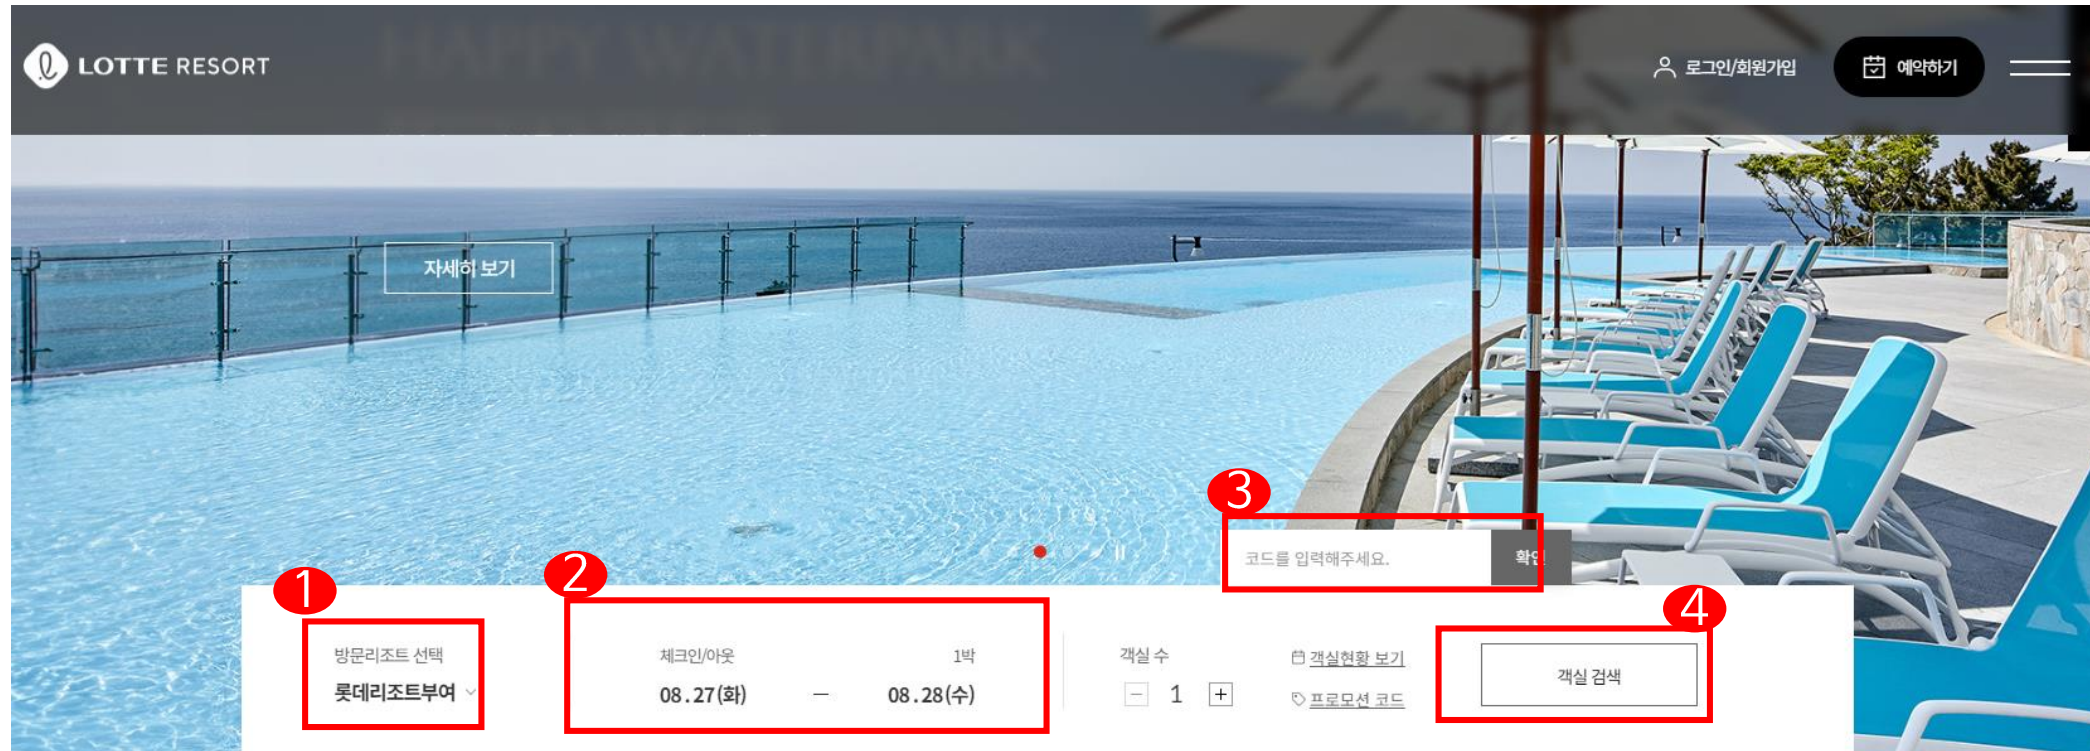 HAPPY WATERPARK
LOTTE RESORT
로그인/회원가입
예약하기
자세히 보기
3
코드를 입력해주세요.
확인
1
2
4
방문리조트 선택
롯데리조트부여
체크인/아웃
1박
08.27(화) — 08.28(수)
객실 수
- 1 +
객실현황 보기
프로모션 코드
객실 검색